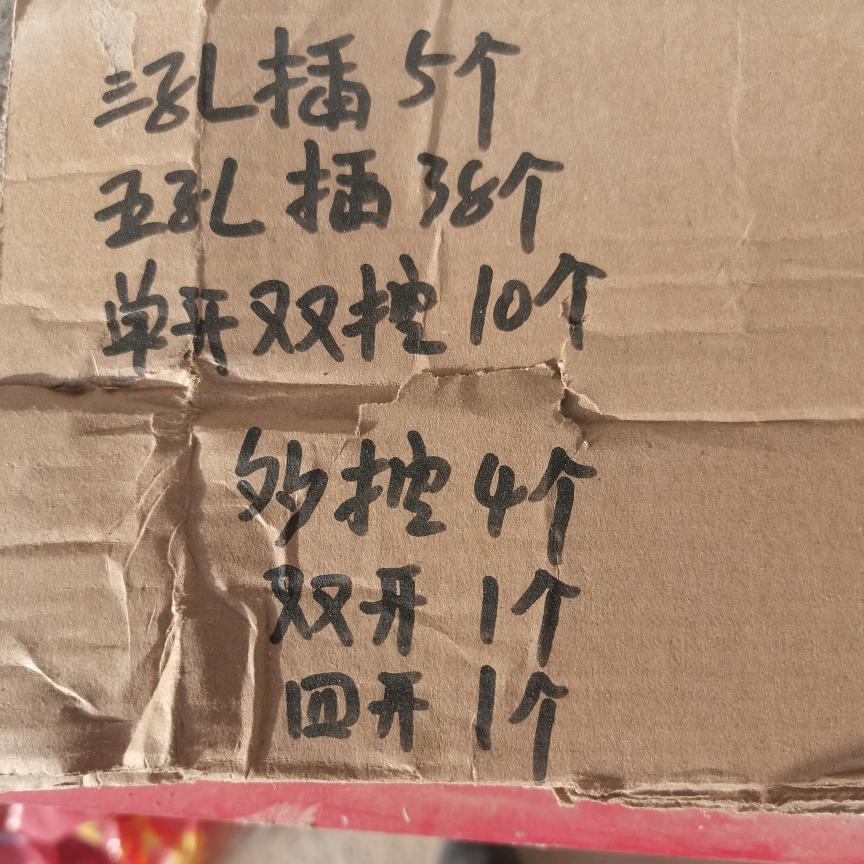 三孔插 5个
五孔插 38个
单开双控 10个
多控 4个
双开 1个
四开 1个